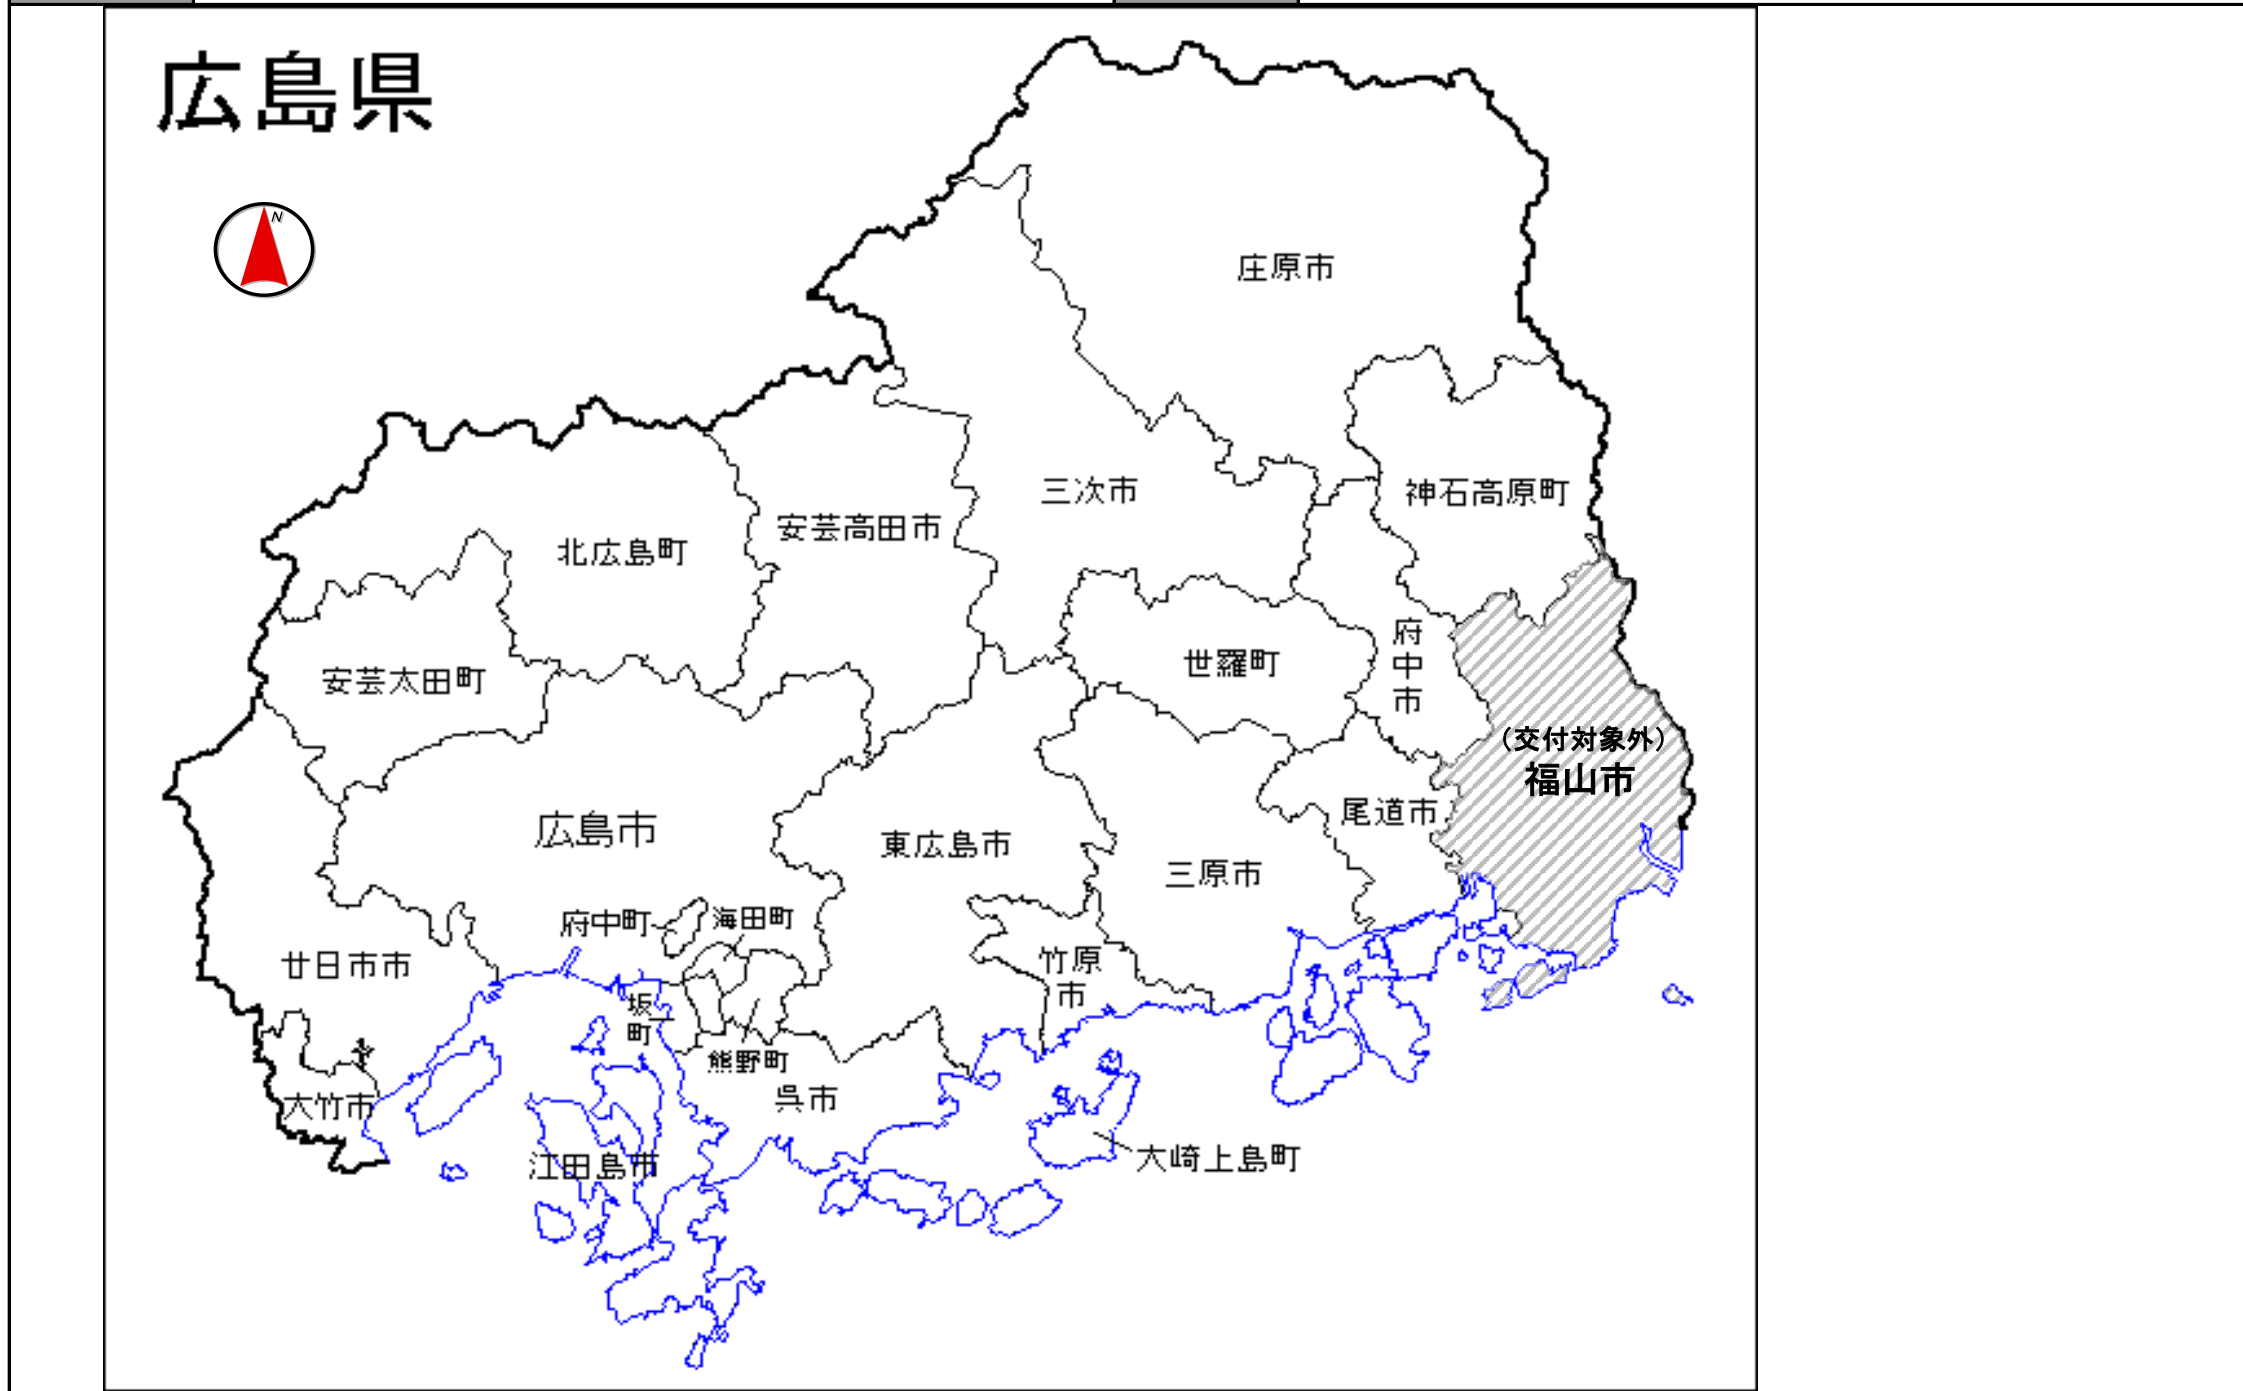 広島県
N
庄原市
三次市
神石高原町
安芸高田市
北広島町
府中市
世羅町
安芸太田町
(交付対象外)
福山市
尾道市
広島市
東広島市
三原市
府中町
海田町
廿日市市
竹原
市
坂
町
熊野町
呉市
大竹市
江田島市
大崎上島町